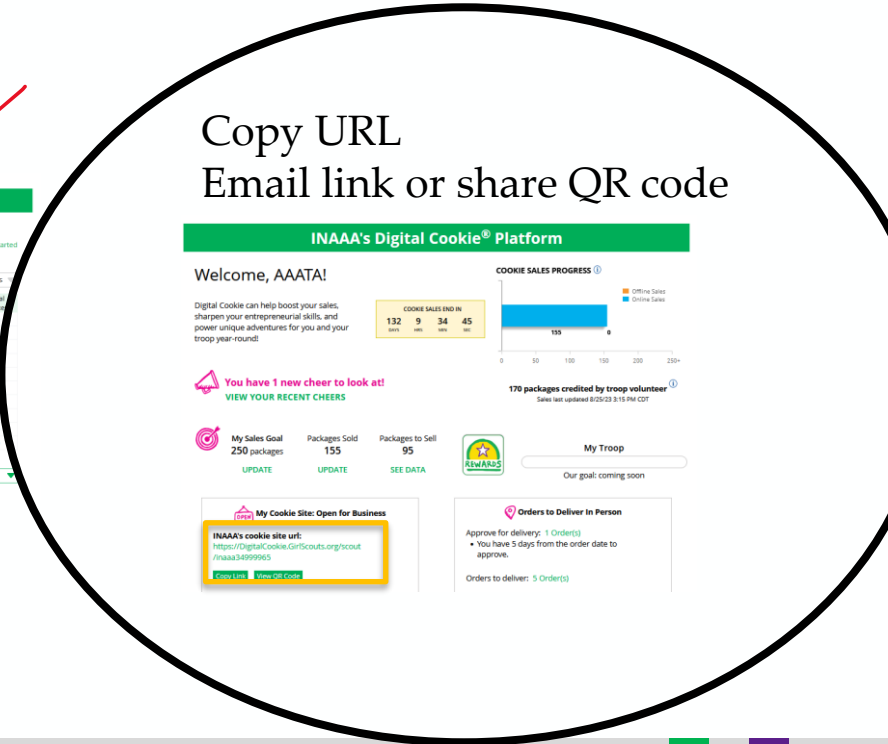 Copy URL
Email link or share QR code
arted
INAAA's Digital Cookie® Platform
Welcome, AAATA!
Digital Cookie can help boost your sales,
sharpen your entrepreneurial skills, and
power unique adventures for you and your
troop year-round!
COOKIE SALES END IN
132 9 34 45
DAYS HRS MIN SEC
COOKIE SALES PROGRESS
Offline Sales
Online Sales
155 0
0 50 100 150 200 250+
You have 1 new cheer to look at!
VIEW YOUR RECENT CHEERS
170 packages credited by troop volunteer
Sales last updated 8/25/23 3:15 PM CDT
My Sales Goal
250 packages
UPDATE
Packages Sold
155
UPDATE
Packages to Sell
95
SEE DATA
REWARDS
My Troop
Our goal: coming soon
OPEN
My Cookie Site: Open for Business
INAAA's cookie site url:
https://DigitalCookie.GirlScouts.org/scout
/inaaa34999965
Copy Link View QR Code
Orders to Deliver In Person
Approve for delivery: 1 Order(s)
• You have 5 days from the order date to
approve.
Orders to deliver: 5 Order(s)